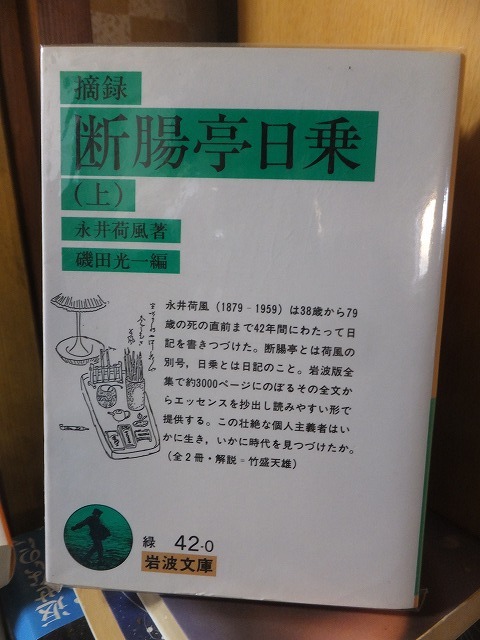 摘録
断腸亭日乗
(上)
永井荷風著
磯田光一編
永井荷風(1879‐1959)は38歳から79
歳の死の直前まで42年間にわたって日
記を書きつづけた。断腸亭とは荷風の
別号,日乗とは日記のこと。岩波版全
集で約3000ページにのぼるその全文か
らエッセンスを抄出し読みやすい形で
提供する。この壮絶な個人主義者はい
かに生き,いかに時代を見つづけたか。
(全2冊・解説=竹盛天雄)
緑 42-0
岩波文庫